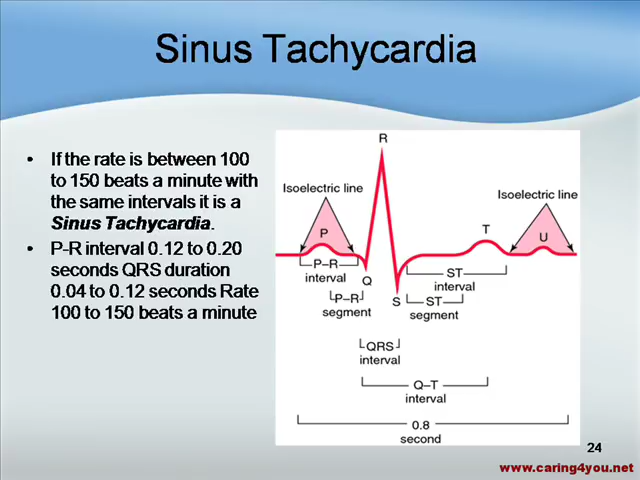 Sinus Tachycardia
• If the rate is between 100
to 150 beats a minute with
the same intervals it is a
Sinus Tachycardia.
• P-R interval 0.12 to 0.20
seconds QRS duration
0.04 to 0.12 seconds Rate
100 to 150 beats a minute
R
Isoelectric line
Isoelectric line
P
T
U
P–R
interval
Q
ST
interval
P–R
segment
S
ST
segment
QRS
interval
Q–T
interval
0.8
second
24
www.caring4you.net